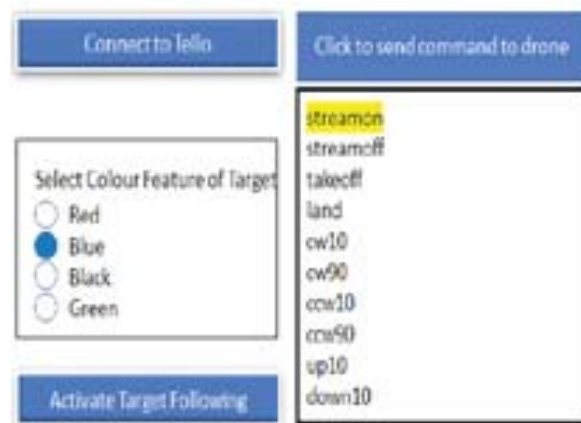 Connect to Tello
Click to send command to drone
Select Colour Feature of Target
Red
Blue
Black
Green
Activate Target Following
streamon
streamoff
takeoff
land
cw10
cw90
ccw10
ccw90
up10
down10